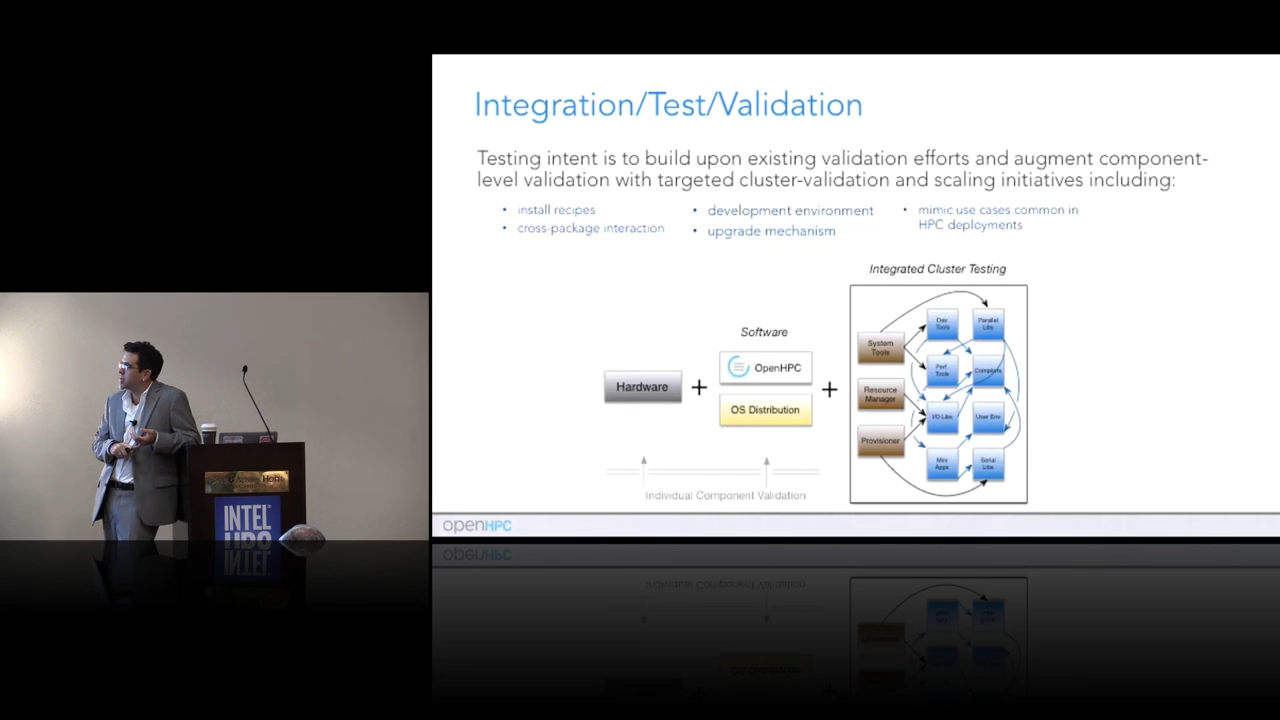 Integration/Test/Validation
Testing intent is to build upon existing validation efforts and augment component-
level validation with targeted cluster-validation and scaling initiatives including:
• install recipes
• cross-package interaction
• development environment
• upgrade mechanism
• mimic use cases common in
HPC deployments
Integrated Cluster Testing
Software
Hardware
+
OpenHPC
OS Distribution
+
System
Tools
Resource
Manager
Provisioner
Dev
Tools
Parallel
Libs
Perf.
Tools
Compilers
I/O Libs
User Env
Mini
Apps
Serial
Libs
Individual Component Validation
openHPC
INTEL